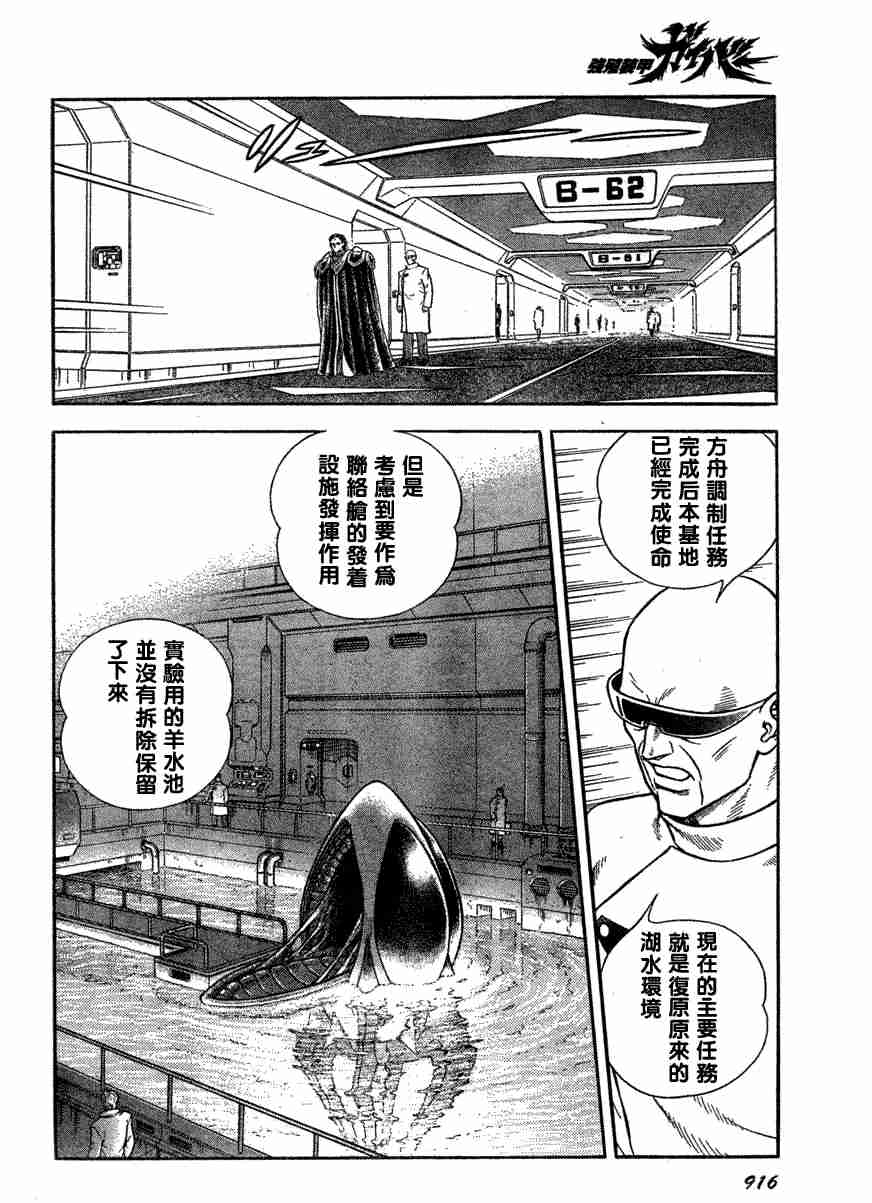 強殖装甲ガイバー
B-62
B-61
方舟調制任務
完成后本基地
已經完成使命
現在的主要任務
就是復原原來的
湖水環境
但是
考慮到要作為
聯絡艙的發着
設施發揮作用
實驗用的羊水池
並沒有拆除保留
了下來
916